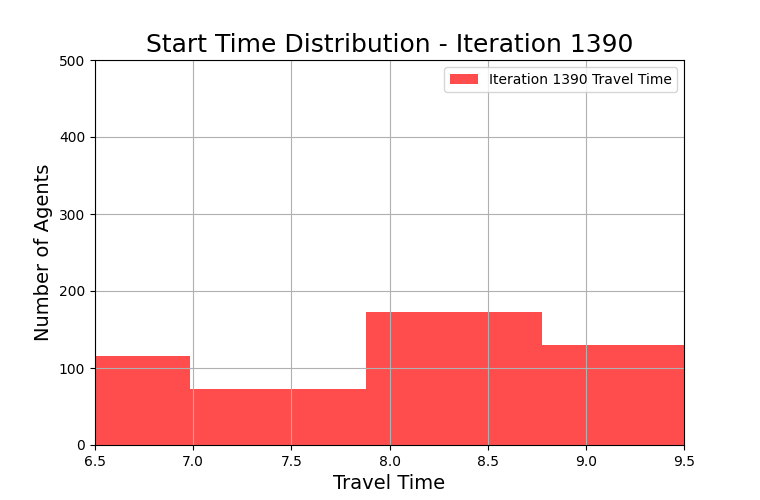 Start Time Distribution - Iteration 1390
Iteration 1390 Travel Time
Number of Agents
500
400
300
200
100
0
6.5 7.0 7.5 8.0 8.5 9.0 9.5
Travel Time